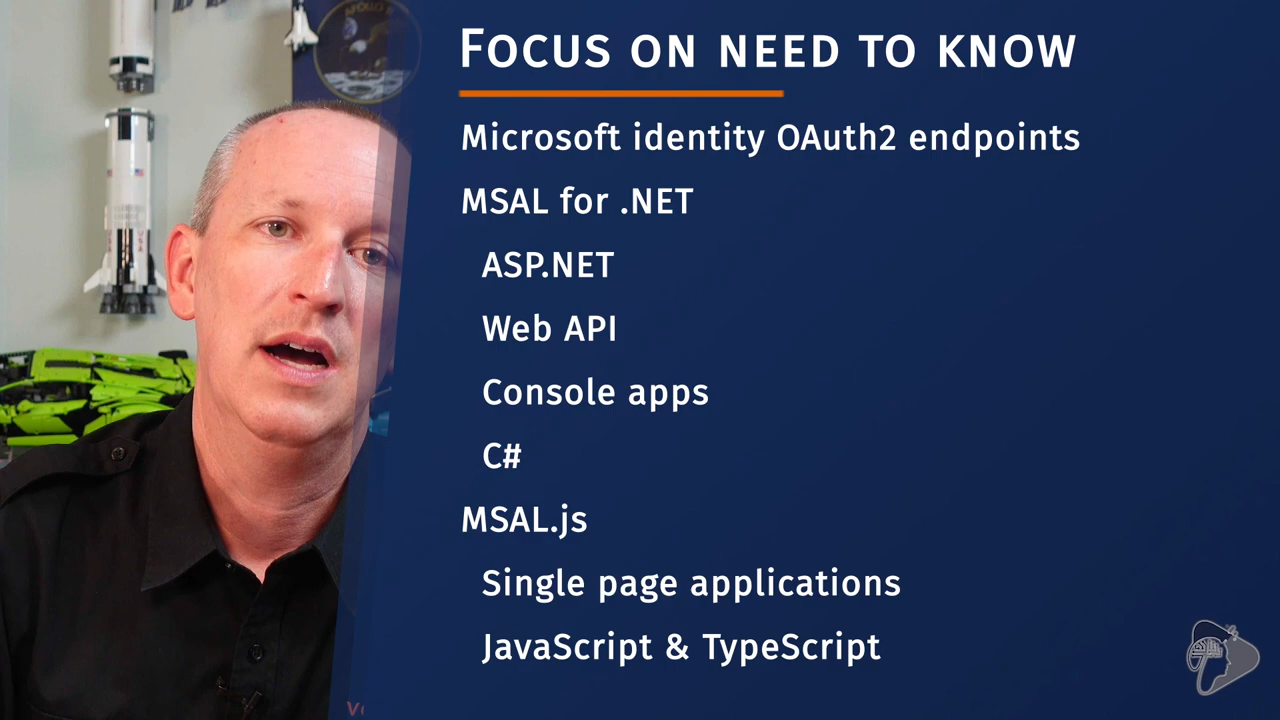 Focus on need to know
Microsoft identity OAuth2 endpoints
MSAL for .NET
ASP.NET
Web API
Console apps
C#
MSAL.js
Single page applications
JavaScript & TypeScript